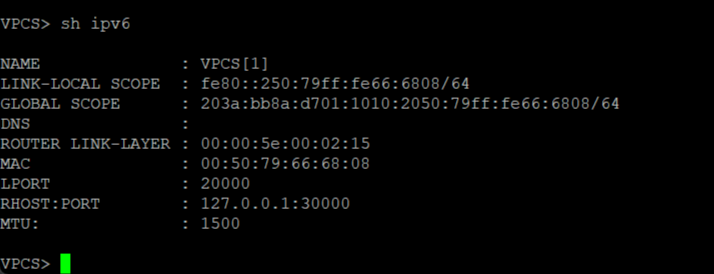 VPCS> sh ipv6
NAME : VPCS[1]
LINK-LOCAL SCOPE : fe80::250:79ff:fe66:6808/64
GLOBAL SCOPE : 203a:bb8a:d701:1010:2050:79ff:fe66:6808/64
DNS :
ROUTER LINK-LAYER : 00:00:5e:00:02:15
MAC : 00:50:79:66:68:08
LPORT : 20000
RHOST:PORT : 127.0.0.1:30000
MTU: : 1500
VPCS>